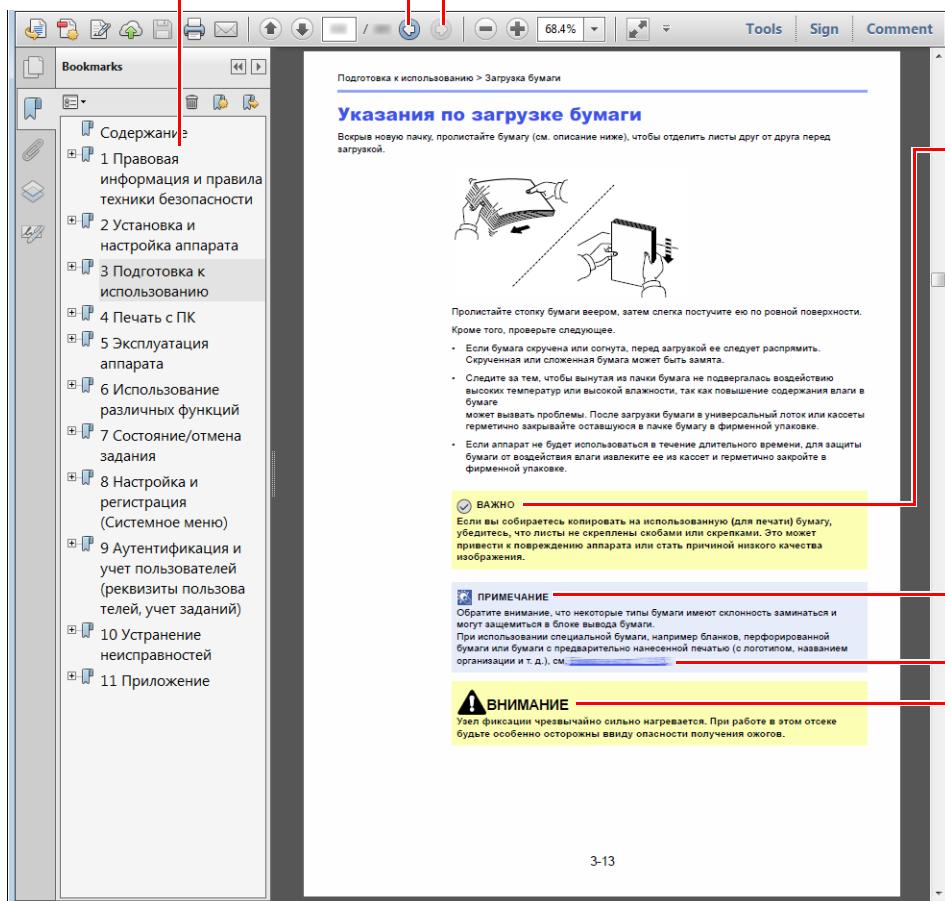 /
68.4%
Tools
Sign
Comment
Bookmarks
Содержание
1 Правовая
информация и правила
техники безопасности
2 Установка и
настройка аппарата
3 Подготовка к
использованию
4 Печать с ПК
5 Эксплуатация
аппарата
6 Использование
различных функций
7 Состояние/отмена
задания
8 Настройка и
регистрация
(Системное меню)
9 Аутентификация и
учет пользователей
(реквизиты пользова
телей, учет заданий)
10 Устранение
неисправностей
11 Приложение
Подготовка к использованию > Загрузка бумаги
Указания по загрузке бумаги
Вскрыв новую пачку, пролистайте бумагу (см. описание ниже), чтобы отделить листы друг от друга перед
загрузкой.
Пролистайте стопку бумаги веером, затем слегка постучите ею по ровной поверхности.
Кроме того, проверьте следующее.
• Если бумага скручена или согнута, перед загрузкой ее следует распрямить.
Скрученная или сложенная бумага может быть замята.
• Следите за тем, чтобы вынутая из пачки бумага не подвергалась воздействию
высоких температур или высокой влажности, так как повышение содержания влаги в
бумаге
может вызвать проблемы. После загрузки бумаги в универсальный лоток или кассеты
герметично закрывайте оставшуюся в пачке бумагу в фирменной упаковке.
• Если аппарат не будет использоваться в течение длительного времени, для защиты
бумаги от воздействия влаги извлеките ее из кассет и герметично закройте в
фирменной упаковке.
ВАЖНО
Если вы собираетесь копировать на использованную (для печати) бумагу,
убедитесь, что листы не скреплены скобами или скрепками. Это может
привести к повреждению аппарата или стать причиной низкого качества
изображения.
ПРИМЕЧАНИЕ
Обратите внимание, что некоторые типы бумаги имеют склонность заминаться и
могут защемиться в блоке вывода бумаги.
При использовании специальной бумаги, например бланков, перфорированной
бумаги или бумаги с предварительно нанесенной печатью (с логотипом, названием
организации и т. д.), см.
ВНИМАНИЕ
Узел фиксации чрезвычайно сильно нагревается. При работе в этом отсеке
будьте особенно осторожны ввиду опасности получения ожогов.
3-13